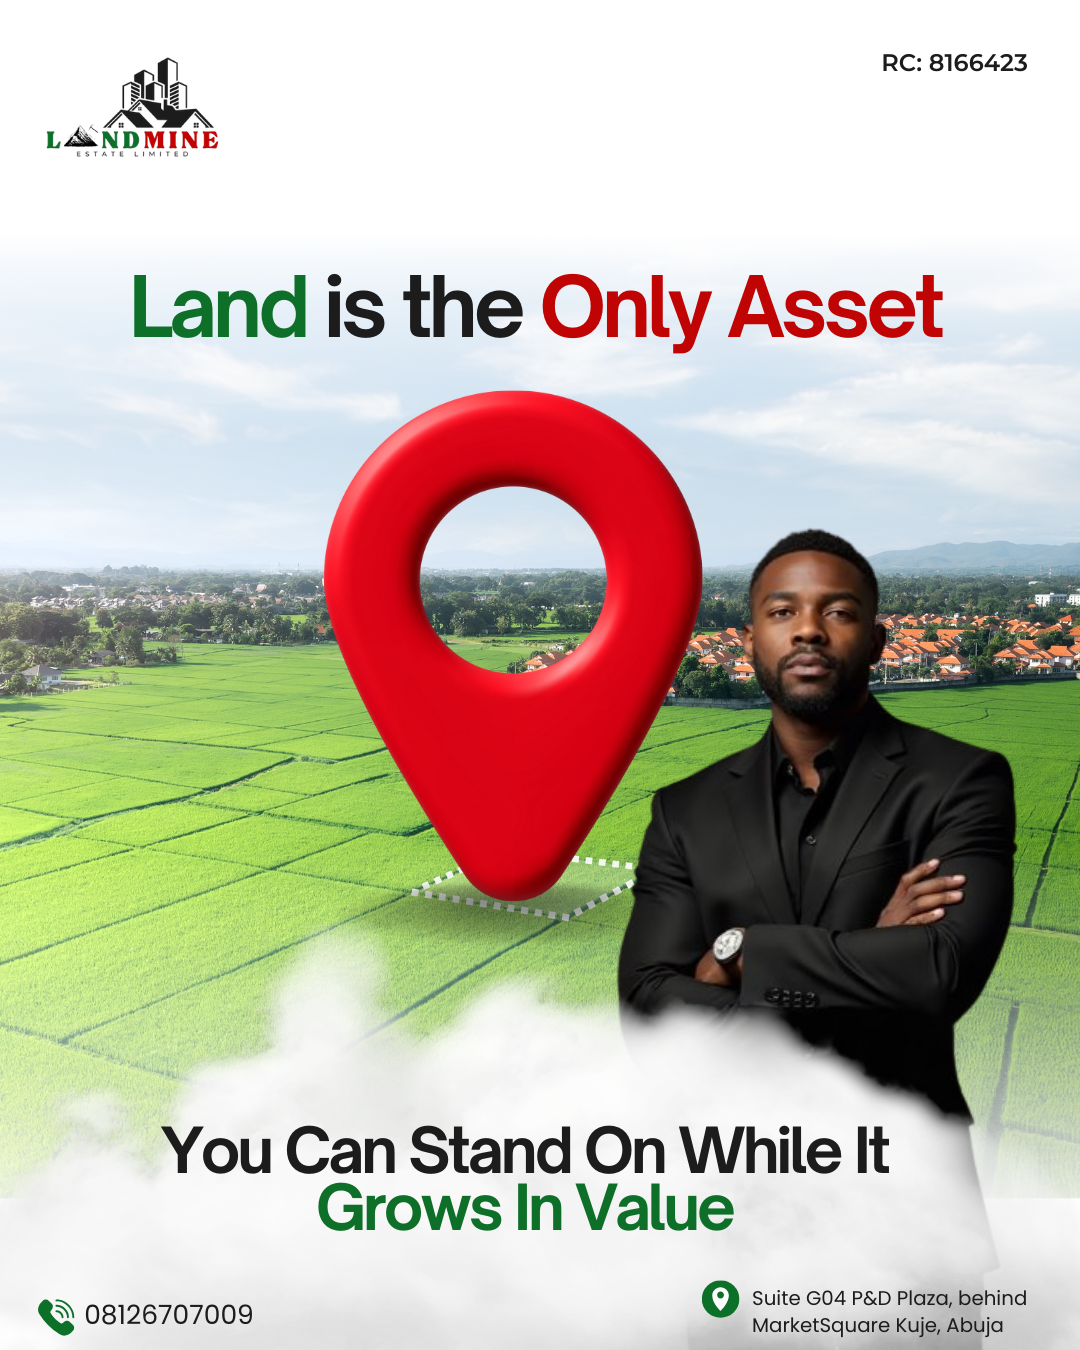 LANDMINE
ESTATE LIMITED
RC: 8166423
Land is the Only Asset
You Can Stand On While It
Grows In Value
08126707009
Suite G04 P&D Plaza, behind
MarketSquare Kuje, Abuja